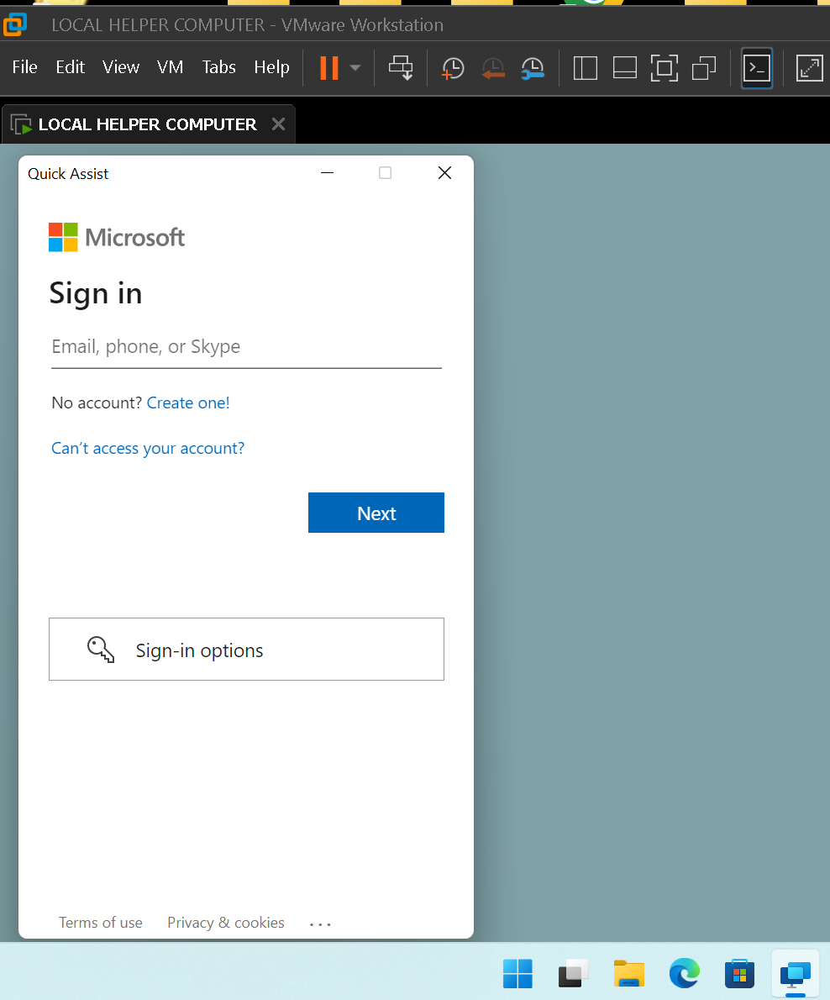 LOCAL HELPER COMPUTER - VMware Workstation
File Edit View VM Tabs Help
LOCAL HELPER COMPUTER
Quick Assist
Microsoft
Sign in
Email, phone, or Skype
No account? Create one!
Can’t access your account?
Next
Sign-in options
Terms of use Privacy & cookies ...